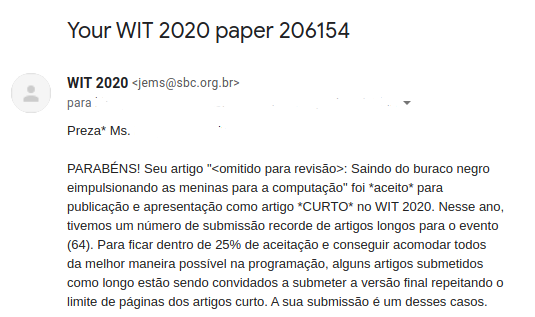 Your WIT 2020 paper 206154
WIT 2020 <jems@sbc.org.br>
para
Preza* Ms.
PARABÉNS! Seu artigo "<omitido para revisão>: Saindo do buraco negro
eimpulsionando as meninas para a computação" foi *aceito* para
publicação e apresentação como artigo *CURTO* no WIT 2020. Nesse ano,
tivemos um número de submissão recorde de artigos longos para o evento
(64). Para ficar dentro de 25% de aceitação e conseguir acomodar todos
da melhor maneira possível na programação, alguns artigos submetidos
como longo estão sendo convidados a submeter a versão final repeitando o
limite de páginas dos artigos curto. A sua submissão é um desses casos.